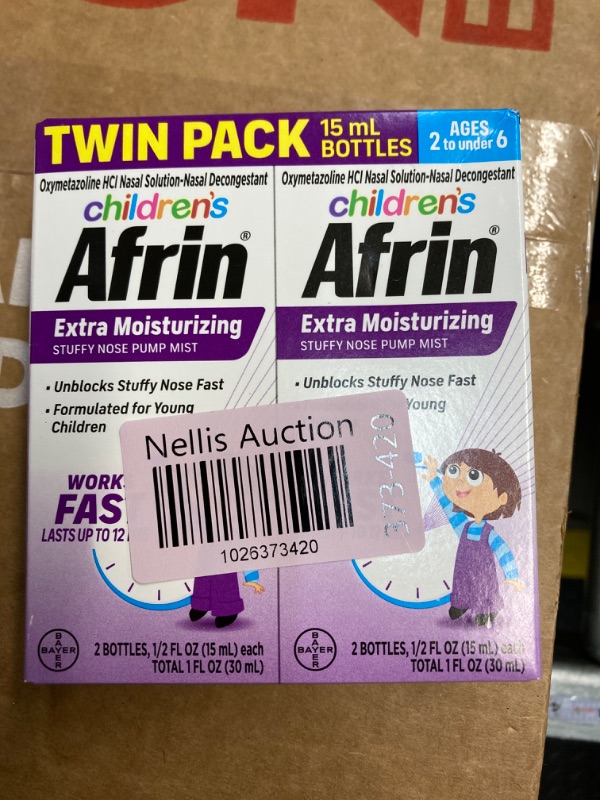 TWIN PACK 15 mL BOTTLES
AGES 2 to under 6
Oxymetazoline HCl Nasal Solution-Nasal Decongestant
children's
Afrin®
Extra Moisturizing
STUFFY NOSE PUMP MIST
• Unblocks Stuffy Nose Fast
• Formulated for Young
Children
LASTS UP TO 12
BAYER
BAYER
2 BOTTLES, 1/2 FL OZ (15 mL) each
TOTAL 1 FL OZ (30 mL)
Oxymetazoline HCl Nasal Solution-Nasal Decongestant
children's
Afrin®
Extra Moisturizing
STUFFY NOSE PUMP MIST
• Unblocks Stuffy Nose Fast
Young
BAYER
BAYER
2 BOTTLES, 1/2 FL OZ (15 mL) each
TOTAL 1 FL OZ (30 mL)
Nellis Auction
373-420
1026373420